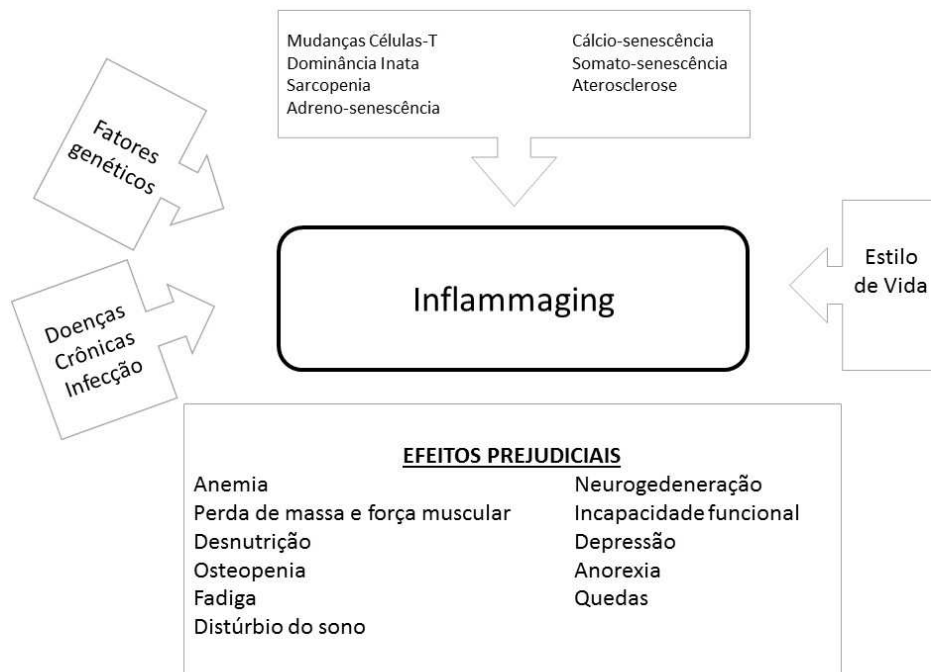 Mudanças Células-T
Dominância Inata
Sarcopenia
Adreno-senescência
Cálcio-senescência
Somato-senescência
Aterosclerose
Fatores
genéticos
Doenças
Crônicas
Infecção
Inflammaging
Estilo
de Vida
EFEITOS PREJUDICIAIS
Anemia
Perda de massa e força muscular
Desnutrição
Osteopenia
Fadiga
Distúrbio do sono
Neurogedeneração
Incapacidade funcional
Depressão
Anorexia
Quedas